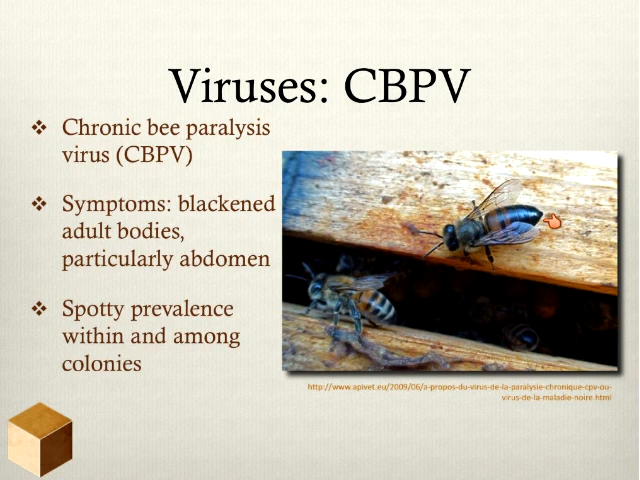 Viruses: CBPV
Chronic bee paralysis
virus (CBPV)
Symptoms: blackened
adult bodies,
particularly abdomen
Spotty prevalence
within and among
colonies
http://www.apivet.eu/2009/06/a-propos-du-virus-de-la-paralysie-chronique-cpv-ou-
virus-de-la-maladie-noire.html